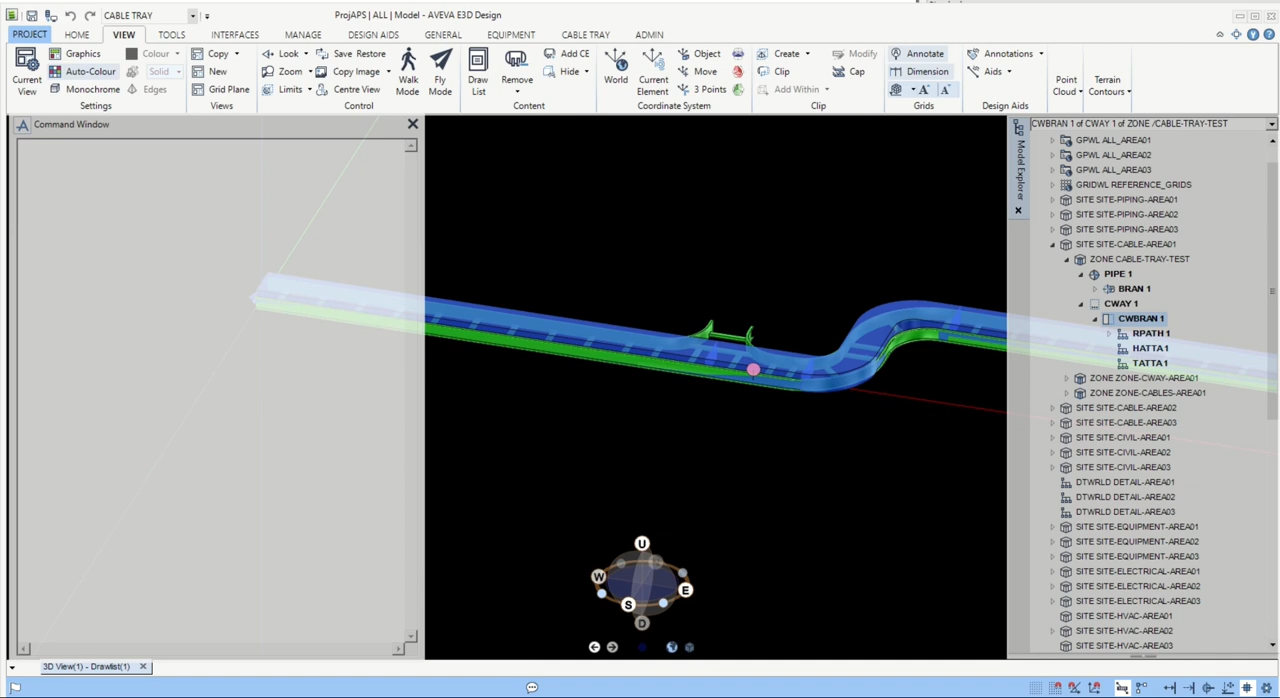 CABLE TRAY
ProjAPS | ALL | Model - AVEVA E3D Design
PROJECT HOME VIEW TOOLS INTERFACES MANAGE DESIGN AIDS GENERAL EQUIPMENT CABLE TRAY ADMIN
Current View
Graphics
Auto-Colour
Monochrome
Colour
Solid
Edges
Settings
Copy
New
Grid Plane
Views
Look
Zoom
Limits
Save Restore
Copy Image
Centre View
Walk Mode
Fly Mode
Control
Draw List
Remove
Add CE
Hide
Content
World
Current Element
Object
Move
3 Points
Coordinate System
Create
Clip
Add Within
Modify
Cap
Clip
Annotate
Dimension
A A
Grids
Annotations
Aids
Design Aids
Point Cloud
Terrain Contours
Command Window
U
W
E
S
D
Model Explorer
CWBRAN 1 of CWAY 1 of ZONE /CABLE-TRAY-TEST
GPWL ALL_AREA01
GPWL ALL_AREA02
GPWL ALL_AREA03
GRIDWL REFERENCE_GRIDS
SITE SITE-PIPING-AREA01
SITE SITE-PIPING-AREA02
SITE SITE-PIPING-AREA03
SITE SITE-CABLE-AREA01
ZONE CABLE-TRAY-TEST
PIPE 1
BRAN 1
CWAY 1
CWBRAN 1
RPATH 1
HATTA 1
TATTA 1
ZONE ZONE-CWAY-AREA01
ZONE ZONE-CABLES-AREA01
SITE SITE-CABLE-AREA02
SITE SITE-CABLE-AREA03
SITE SITE-CIVIL-AREA01
SITE SITE-CIVIL-AREA02
SITE SITE-CIVIL-AREA03
DTWRLD DETAIL-AREA01
DTWRLD DETAIL-AREA02
DTWRLD DETAIL-AREA03
SITE SITE-EQUIPMENT-AREA01
SITE SITE-EQUIPMENT-AREA02
SITE SITE-EQUIPMENT-AREA03
SITE SITE-ELECTRICAL-AREA01
SITE SITE-ELECTRICAL-AREA02
SITE SITE-ELECTRICAL-AREA03
SITE SITE-HVAC-AREA01
SITE SITE-HVAC-AREA02
SITE SITE-HVAC-AREA03
3D View(1) - Drawlist(1)